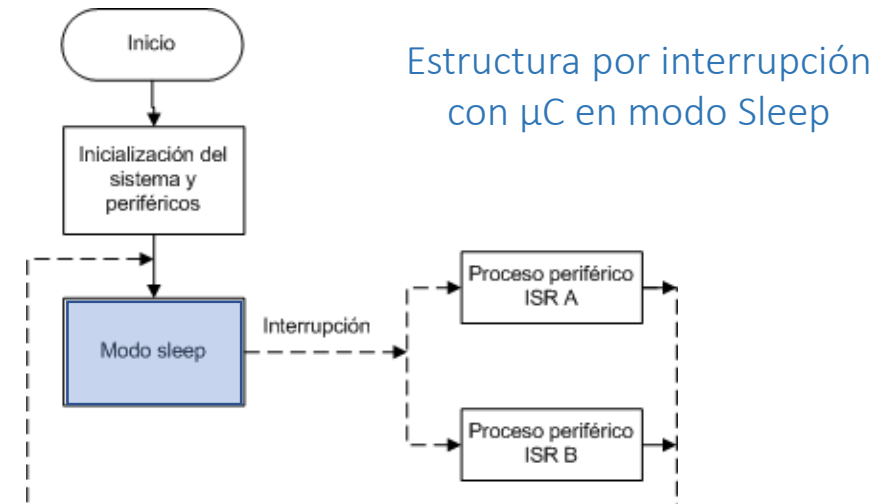 Inicio
Estructura por interrupción
con µC en modo Sleep
Inicialización del
sistema y
periféricos
Modo sleep
Interrupción
Proceso periférico
ISR A
Proceso periférico
ISR B